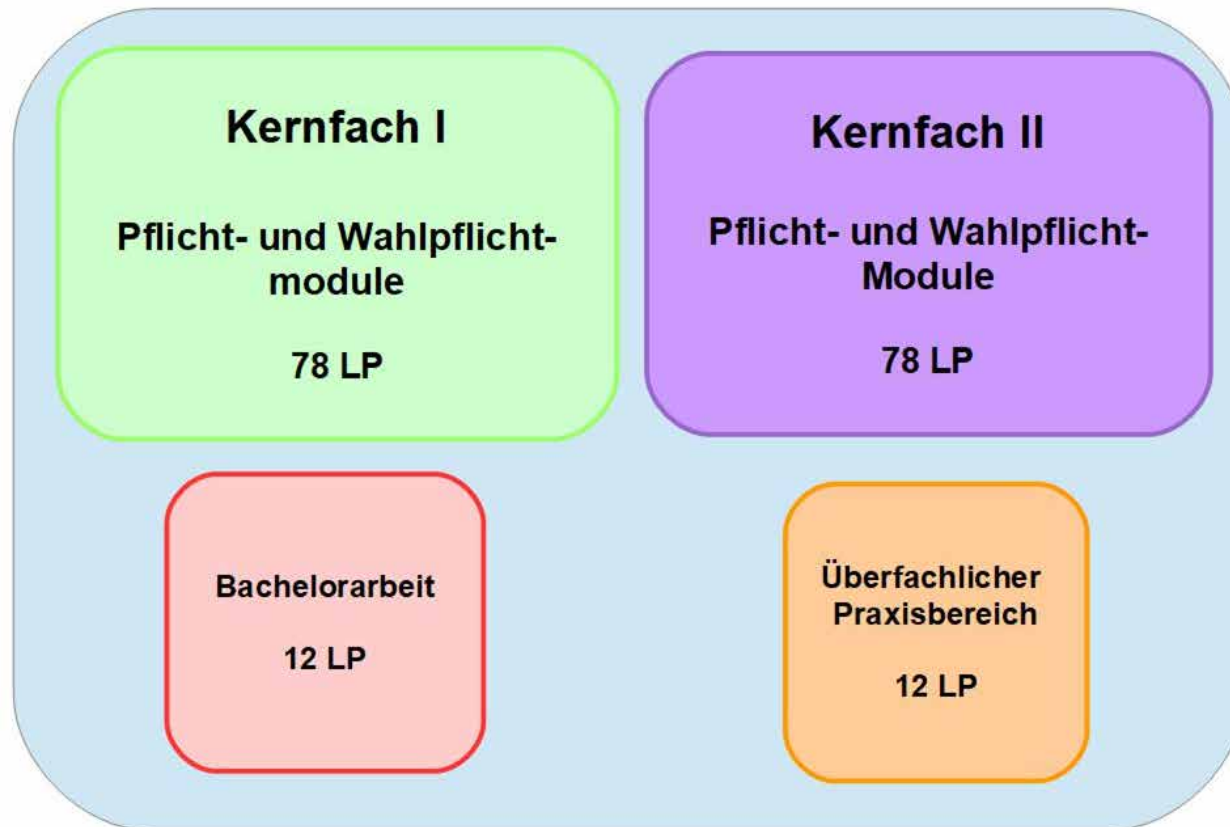 Kernfach I
Pflicht- und Wahlpflicht-
module
78 LP
Kernfach II
Pflicht- und Wahlpflicht-
Module
78 LP
Bachelorarbeit
12 LP
Überfachlicher
Praxisbereich
12 LP